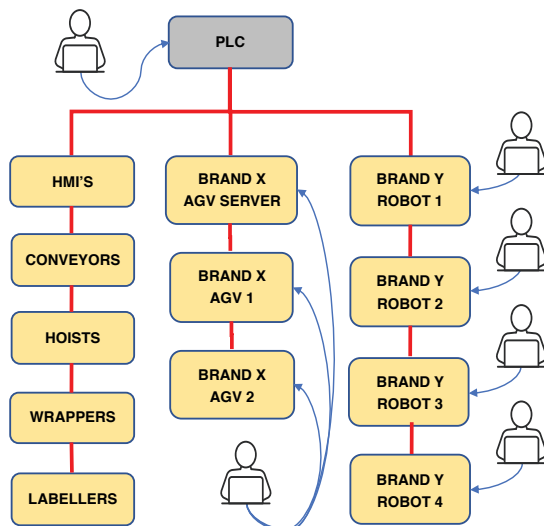 PLC
HMI'S
CONVEYORS
HOISTS
WRAPPERS
LABELLERS
BRAND X
AGV SERVER
BRAND X
AGV 1
BRAND X
AGV 2
BRAND Y
ROBOT 1
BRAND Y
ROBOT 2
BRAND Y
ROBOT 3
BRAND Y
ROBOT 4